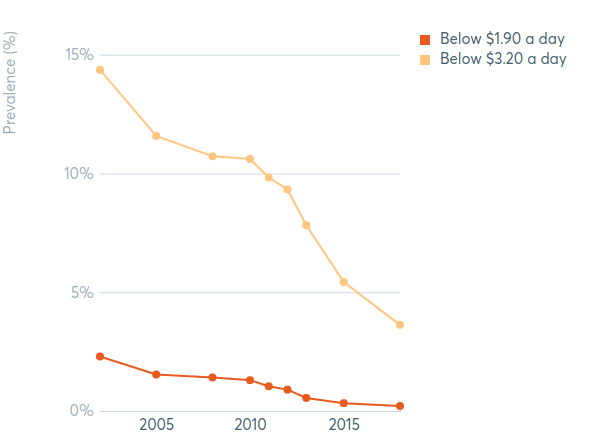 Prevalence (%)
Below $1.90 a day
Below $3.20 a day
15%
10%
5%
0%
2005 2010 2015